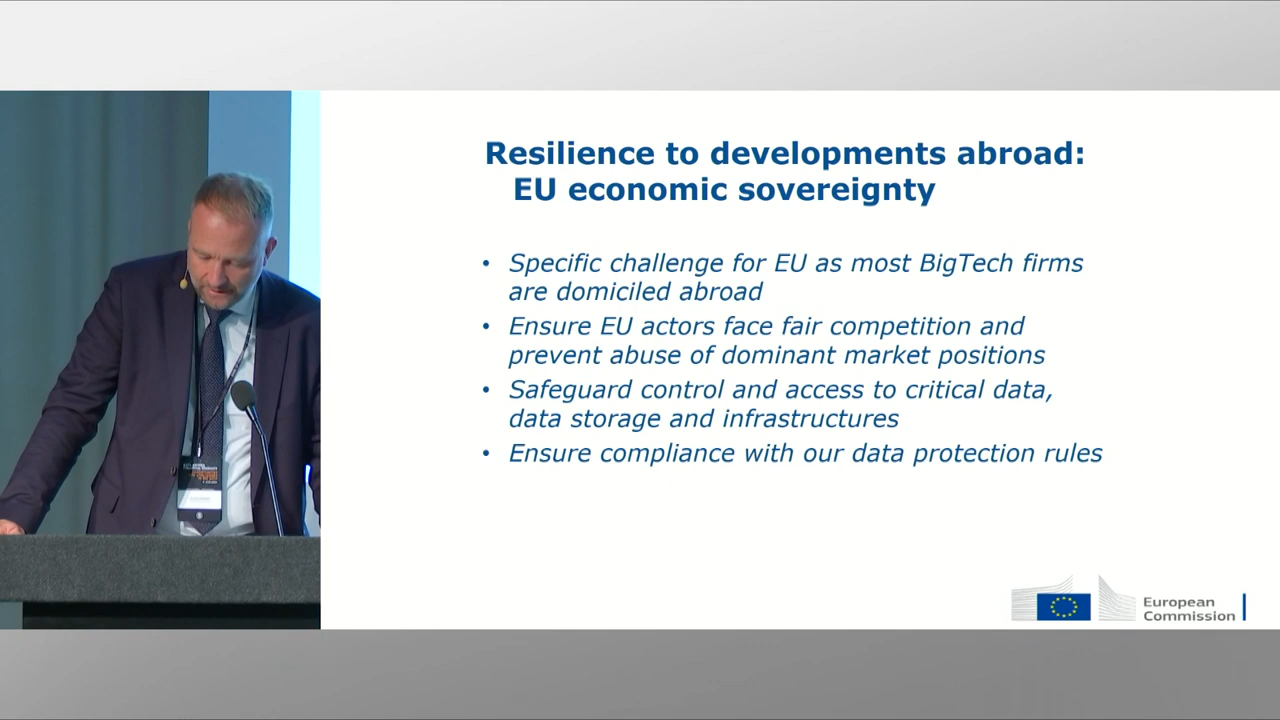 Resilience to developments abroad:
EU economic sovereignty
• Specific challenge for EU as most BigTech firms
are domiciled abroad
• Ensure EU actors face fair competition and
prevent abuse of dominant market positions
• Safeguard control and access to critical data,
data storage and infrastructures
• Ensure compliance with our data protection rules
European
Commission